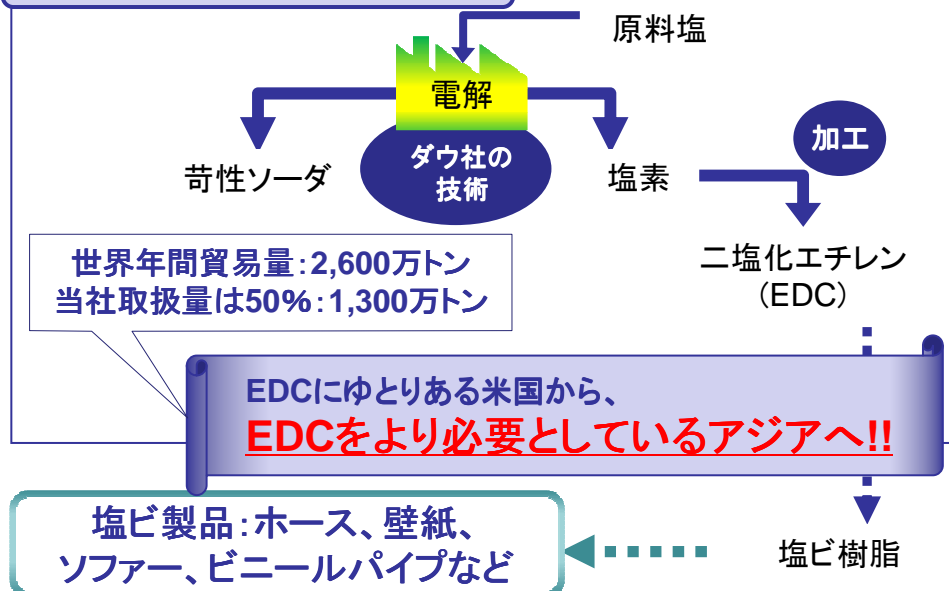 原料塩
電解
ダウ社の
技術
加工
苛性ソーダ
塩素
二塩化エチレン
(EDC)
世界年間貿易量：2,600万トン
当社取扱量は50%：1,300万トン
EDCにゆとりある米国から、
EDCをより必要としているアジアへ!!
塩ビ樹脂
塩ビ製品：ホース、壁紙、
ソファー、ビニールパイプなど